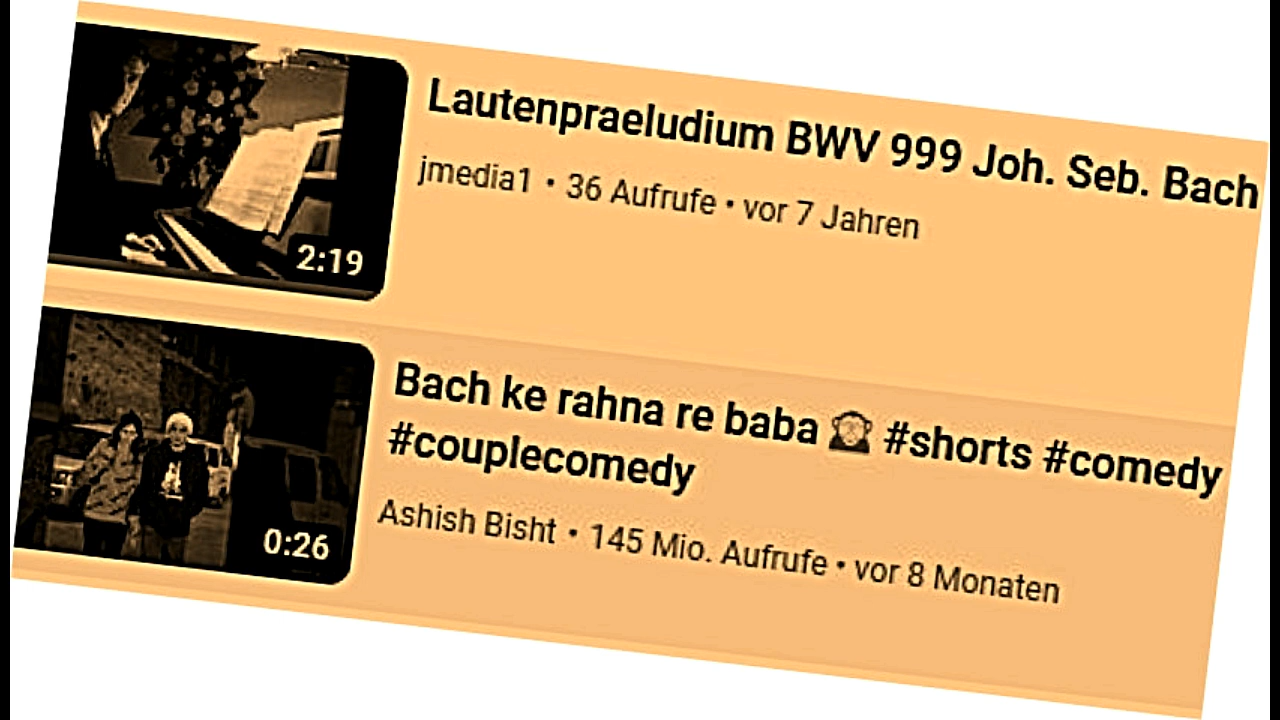 Lautenpraeludium BWV 999 Joh. Seb. Bach
jmedia1 • 36 Aufrufe • vor 7 Jahren
2:19
Bach ke rahna re baba 🙊 #shorts #comedy
#couplecomedy
Ashish Bisht • 145 Mio. Aufrufe • vor 8 Monaten
0:26